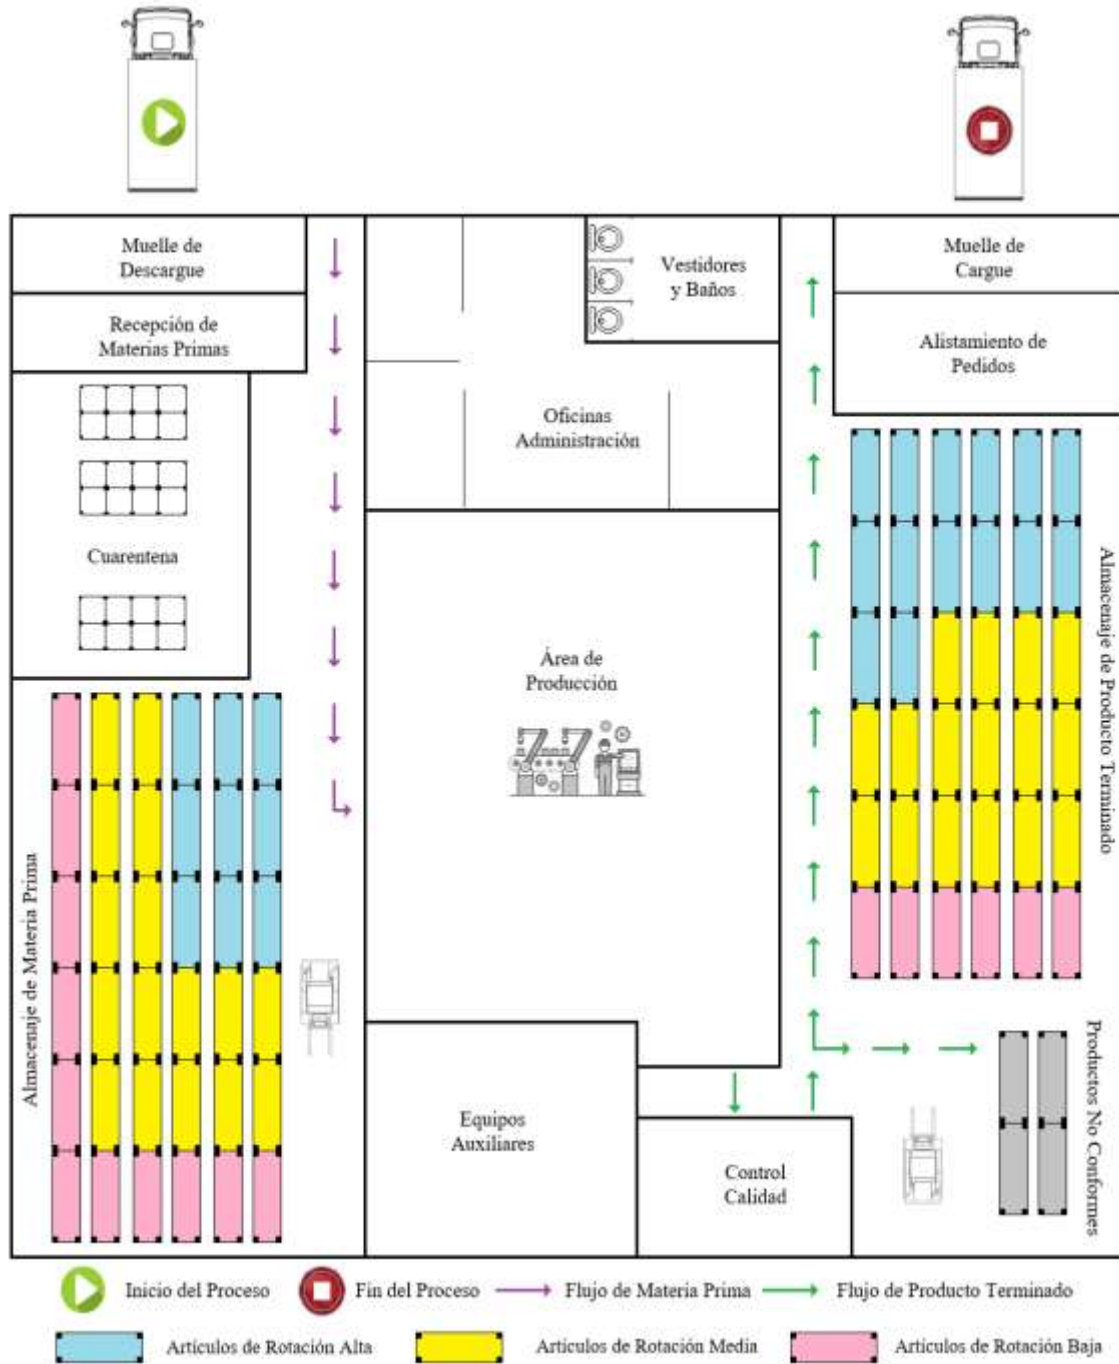 Muelle de
Descargue
Recepción de
Materias Primas
Cuarentena
Almacenaje de Materia Prima
Vestidores
y Baños
Oficinas
Administración
Área de
Producción
Equipos
Auxiliares
Control
Calidad
Muelle de
Cargue
Alistamiento de
Pedidos
Almacenaje de Producto Terminado
Productos No Conformes
Inicio del Proceso
Fin del Proceso
Flujo de Materia Prima
Flujo de Producto Terminado
Artículos de Rotación Alta
Artículos de Rotación Media
Artículos de Rotación Baja